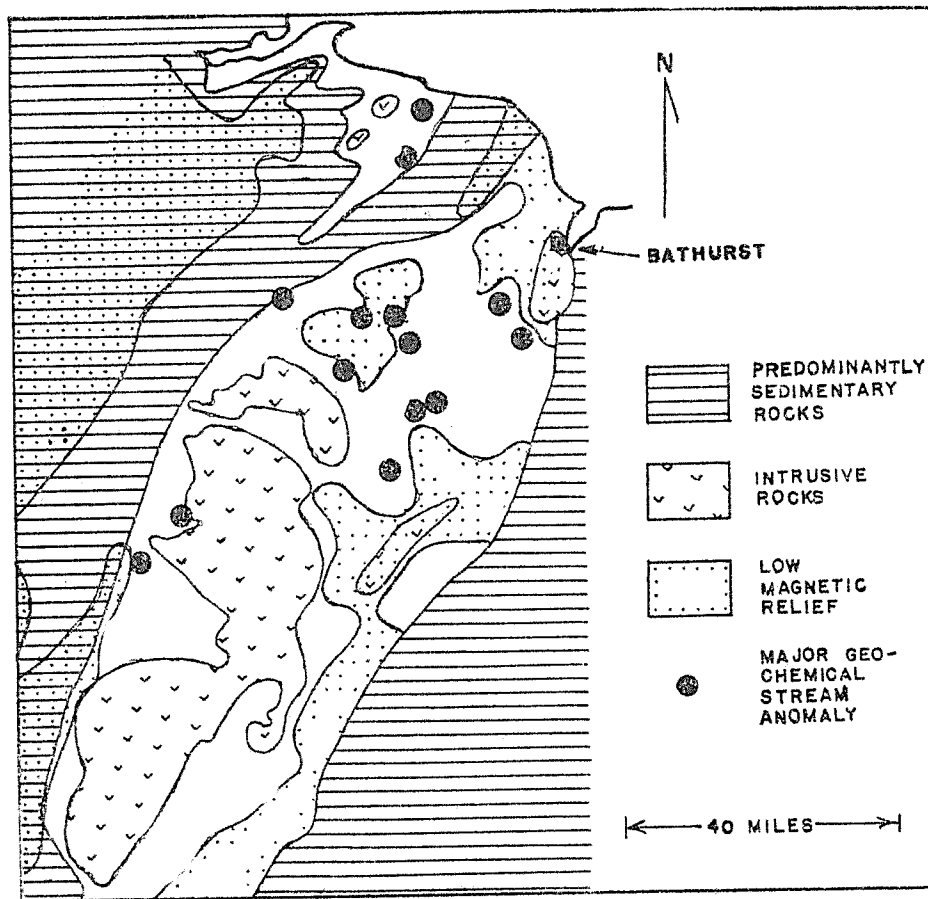 N
BATHURST
PREDOMINANTLY
SEDIMENTARY
ROCKS
INTRUSIVE
ROCKS
LOW
MAGNETIC
RELIEF
MAJOR GEO-
CHEMICAL
STREAM
ANOMALY
40 MILES